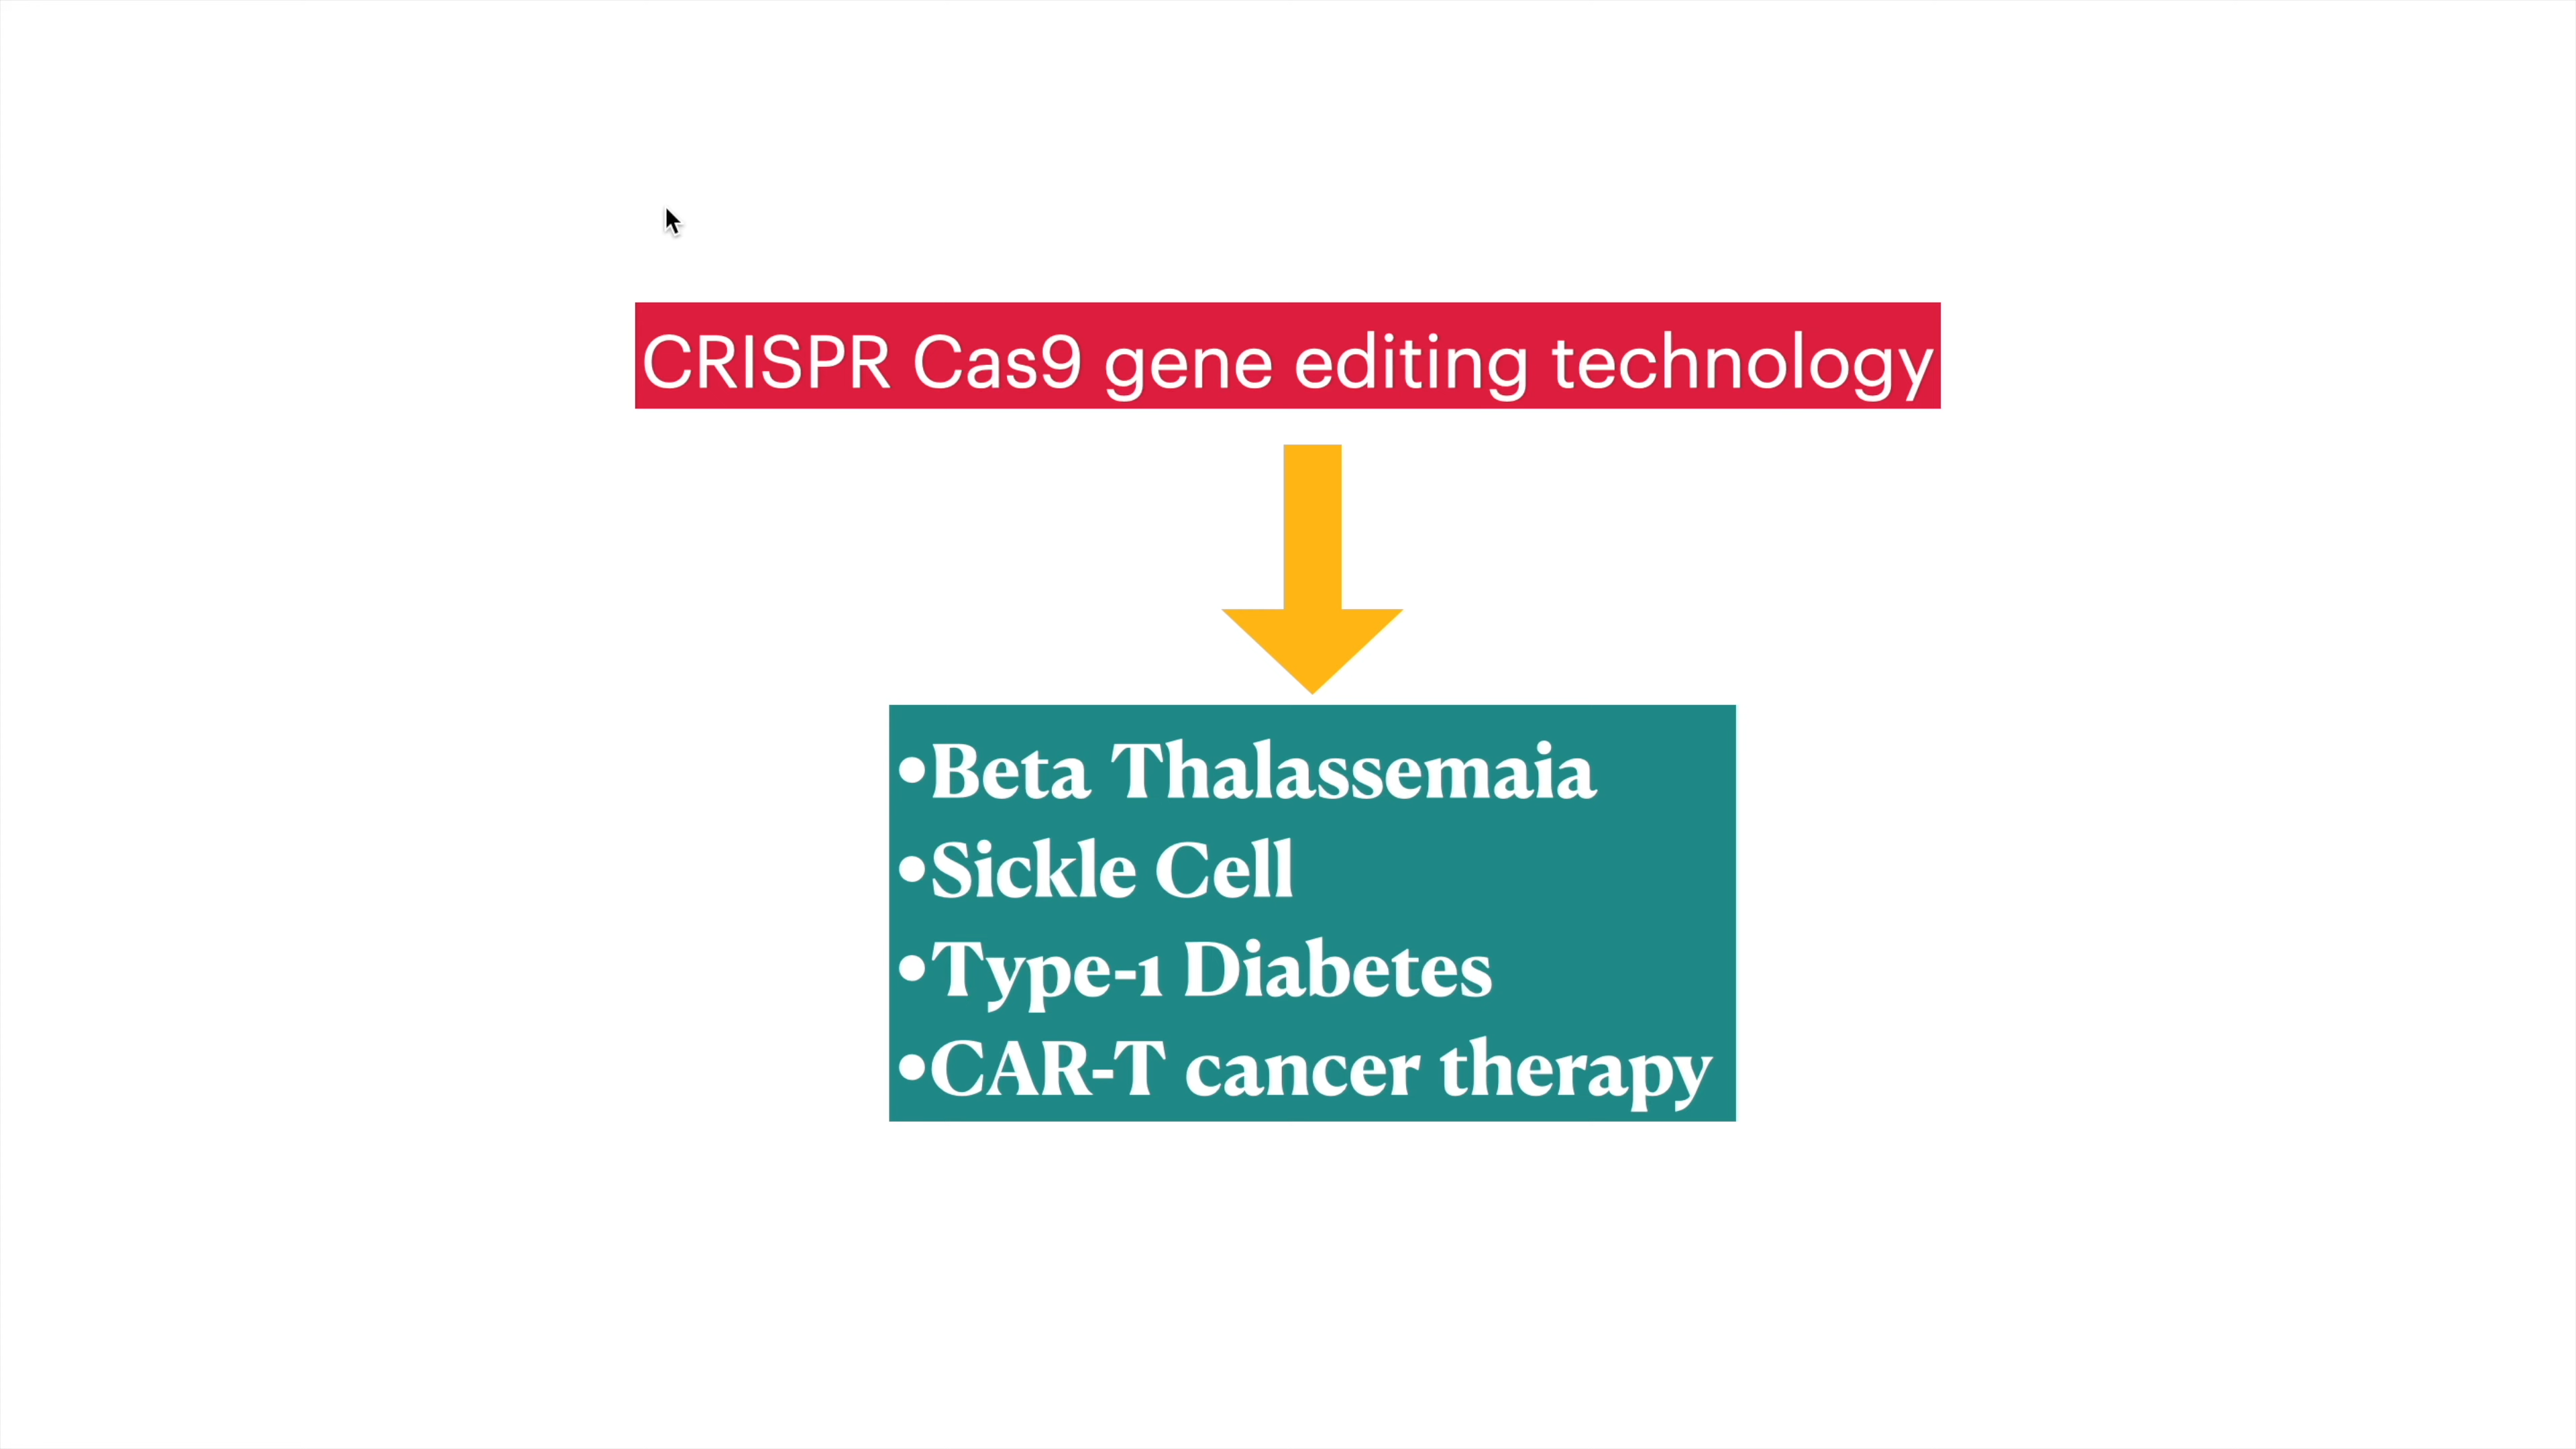 CRISPR Cas9 gene editing technology
•Beta Thalassemaia
•Sickle Cell
•Type-1 Diabetes
•CAR-T cancer therapy